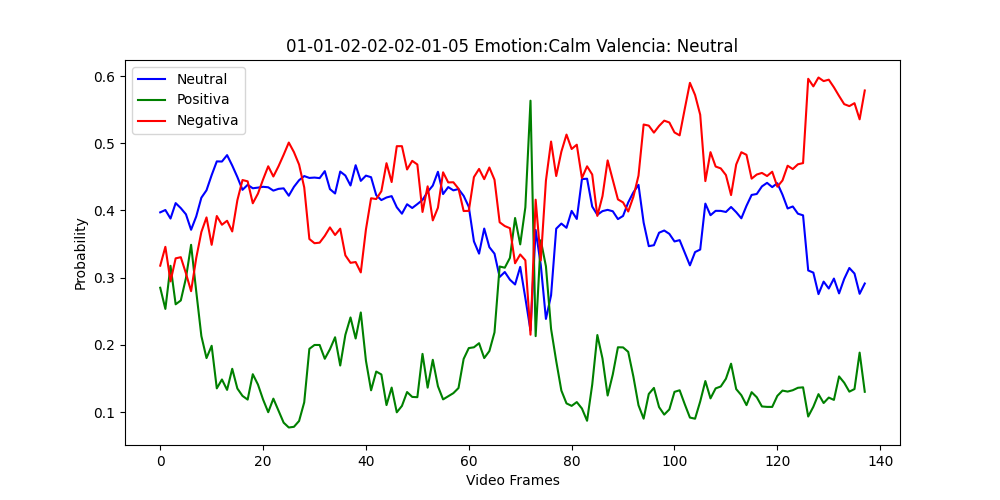 01-01-02-02-02-01-05 Emotion:Calm Valencia: Neutral
Neutral
Positiva
Negativa
Probability
0.6
0.5
0.4
0.3
0.2
0.1
0 20 40 60 80 100 120 140
Video Frames